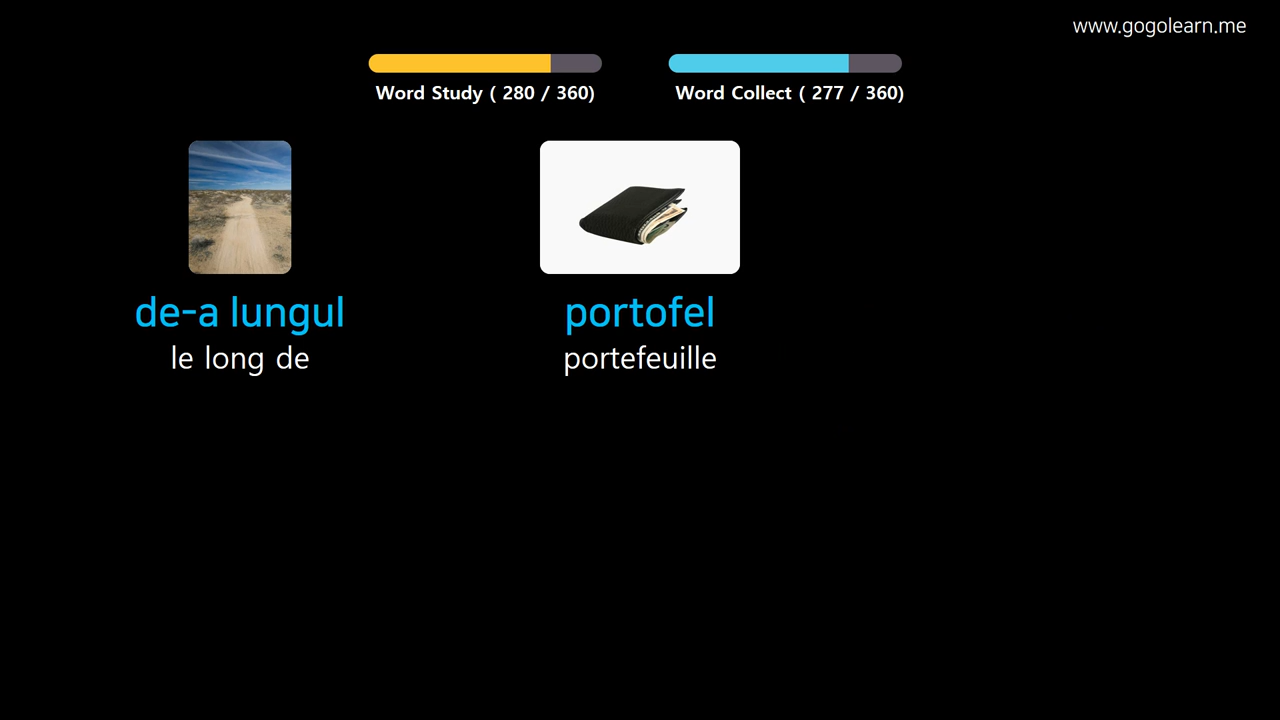 www.gogolearn.me
Word Study ( 280 / 360)
Word Collect ( 277 / 360)
de-a lungul
le long de
portofel
portefeuille